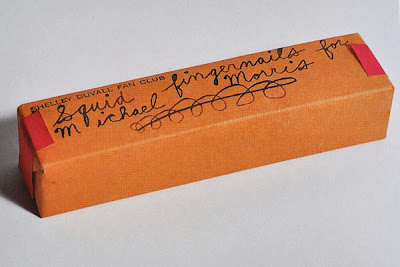 SHELLEY DUVALL FAN CLUB
Squid fingernails for
Michael Morris